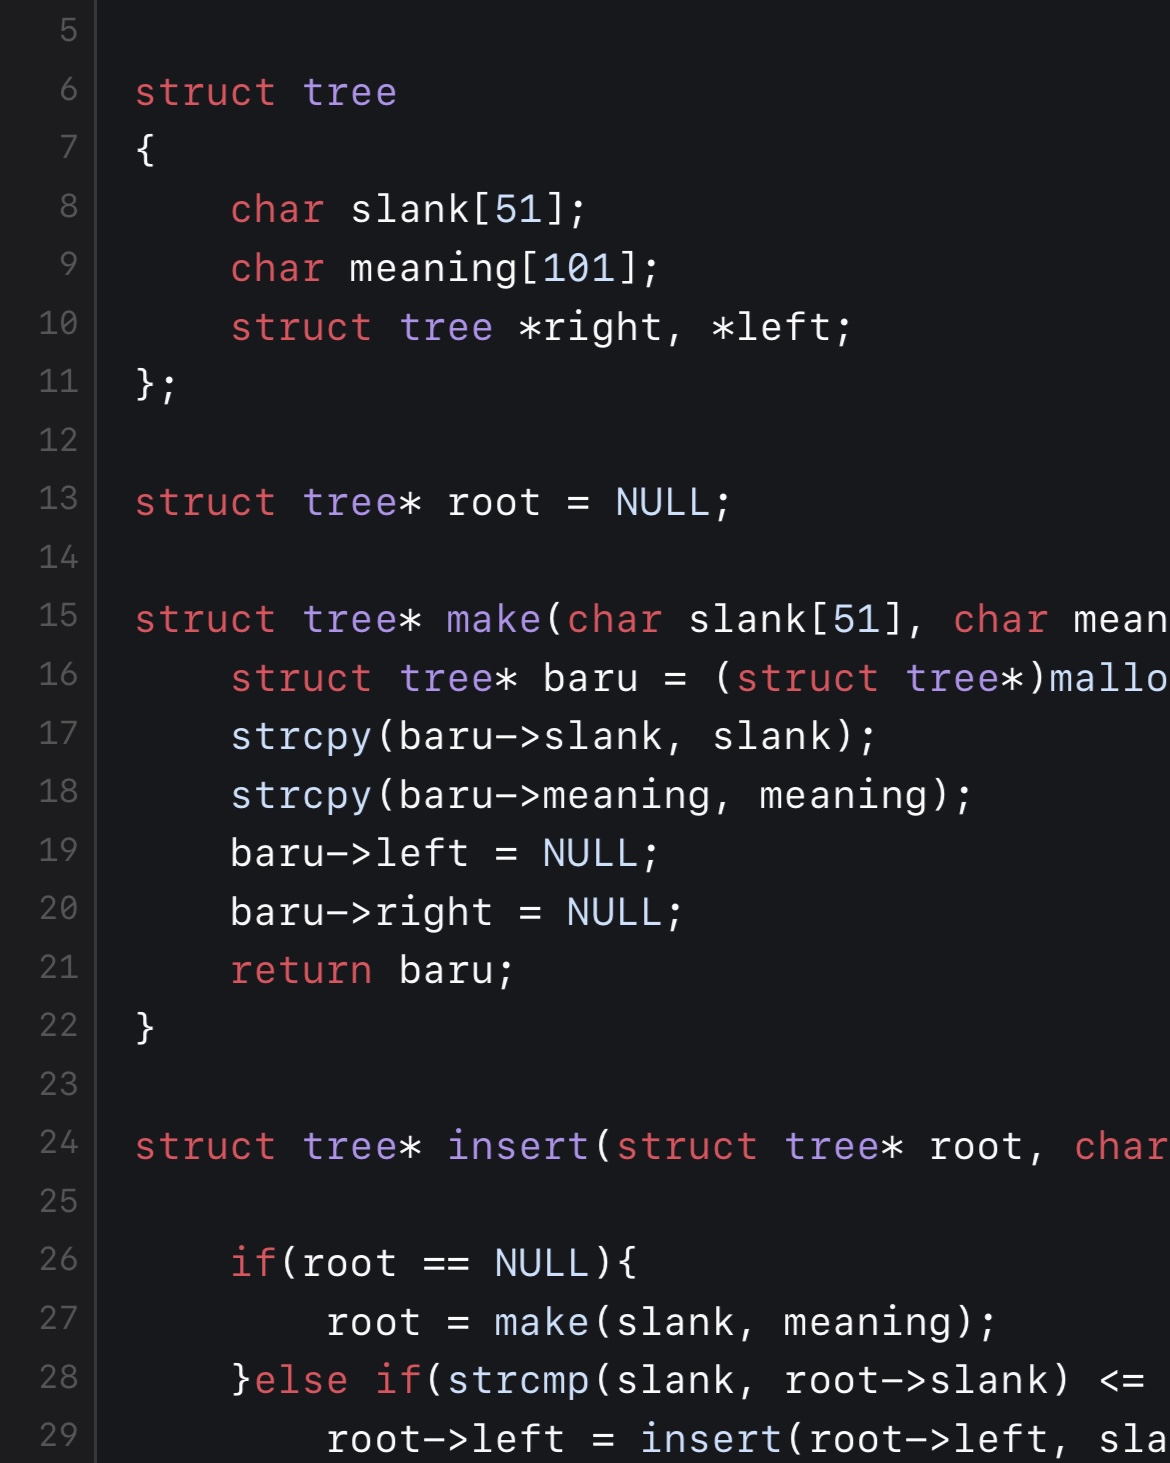 5
6 struct tree
7 {
8     char slank[51];
9     char meaning[101];
10     struct tree *right, *left;
11 };
12
13 struct tree* root = NULL;
14
15 struct tree* make(char slank[51], char mean
16     struct tree* baru = (struct tree*)mallo
17     strcpy(baru->slank, slank);
18     strcpy(baru->meaning, meaning);
19     baru->left = NULL;
20     baru->right = NULL;
21     return baru;
22 }
23
24 struct tree* insert(struct tree* root, char
25
26     if(root == NULL){
27         root = make(slank, meaning);
28     }else if(strcmp(slank, root->slank) <=
29         root->left = insert(root->left, sla